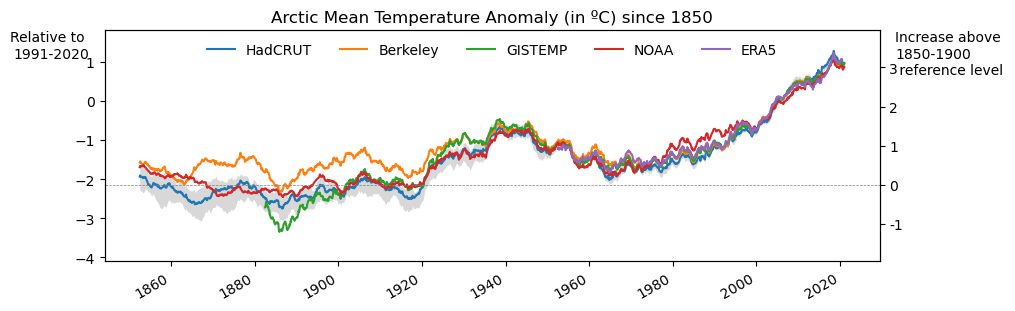 Arctic Mean Temperature Anomaly (in ºC) since 1850
Relative to
1991-2020
Increase above
1850-1900
reference level
HadCRUT Berkeley GISTEMP NOAA ERA5
1
0
−1
−2
−3
−4
3
2
1
0
-1
1860 1880 1900 1920 1940 1960 1980 2000 2020